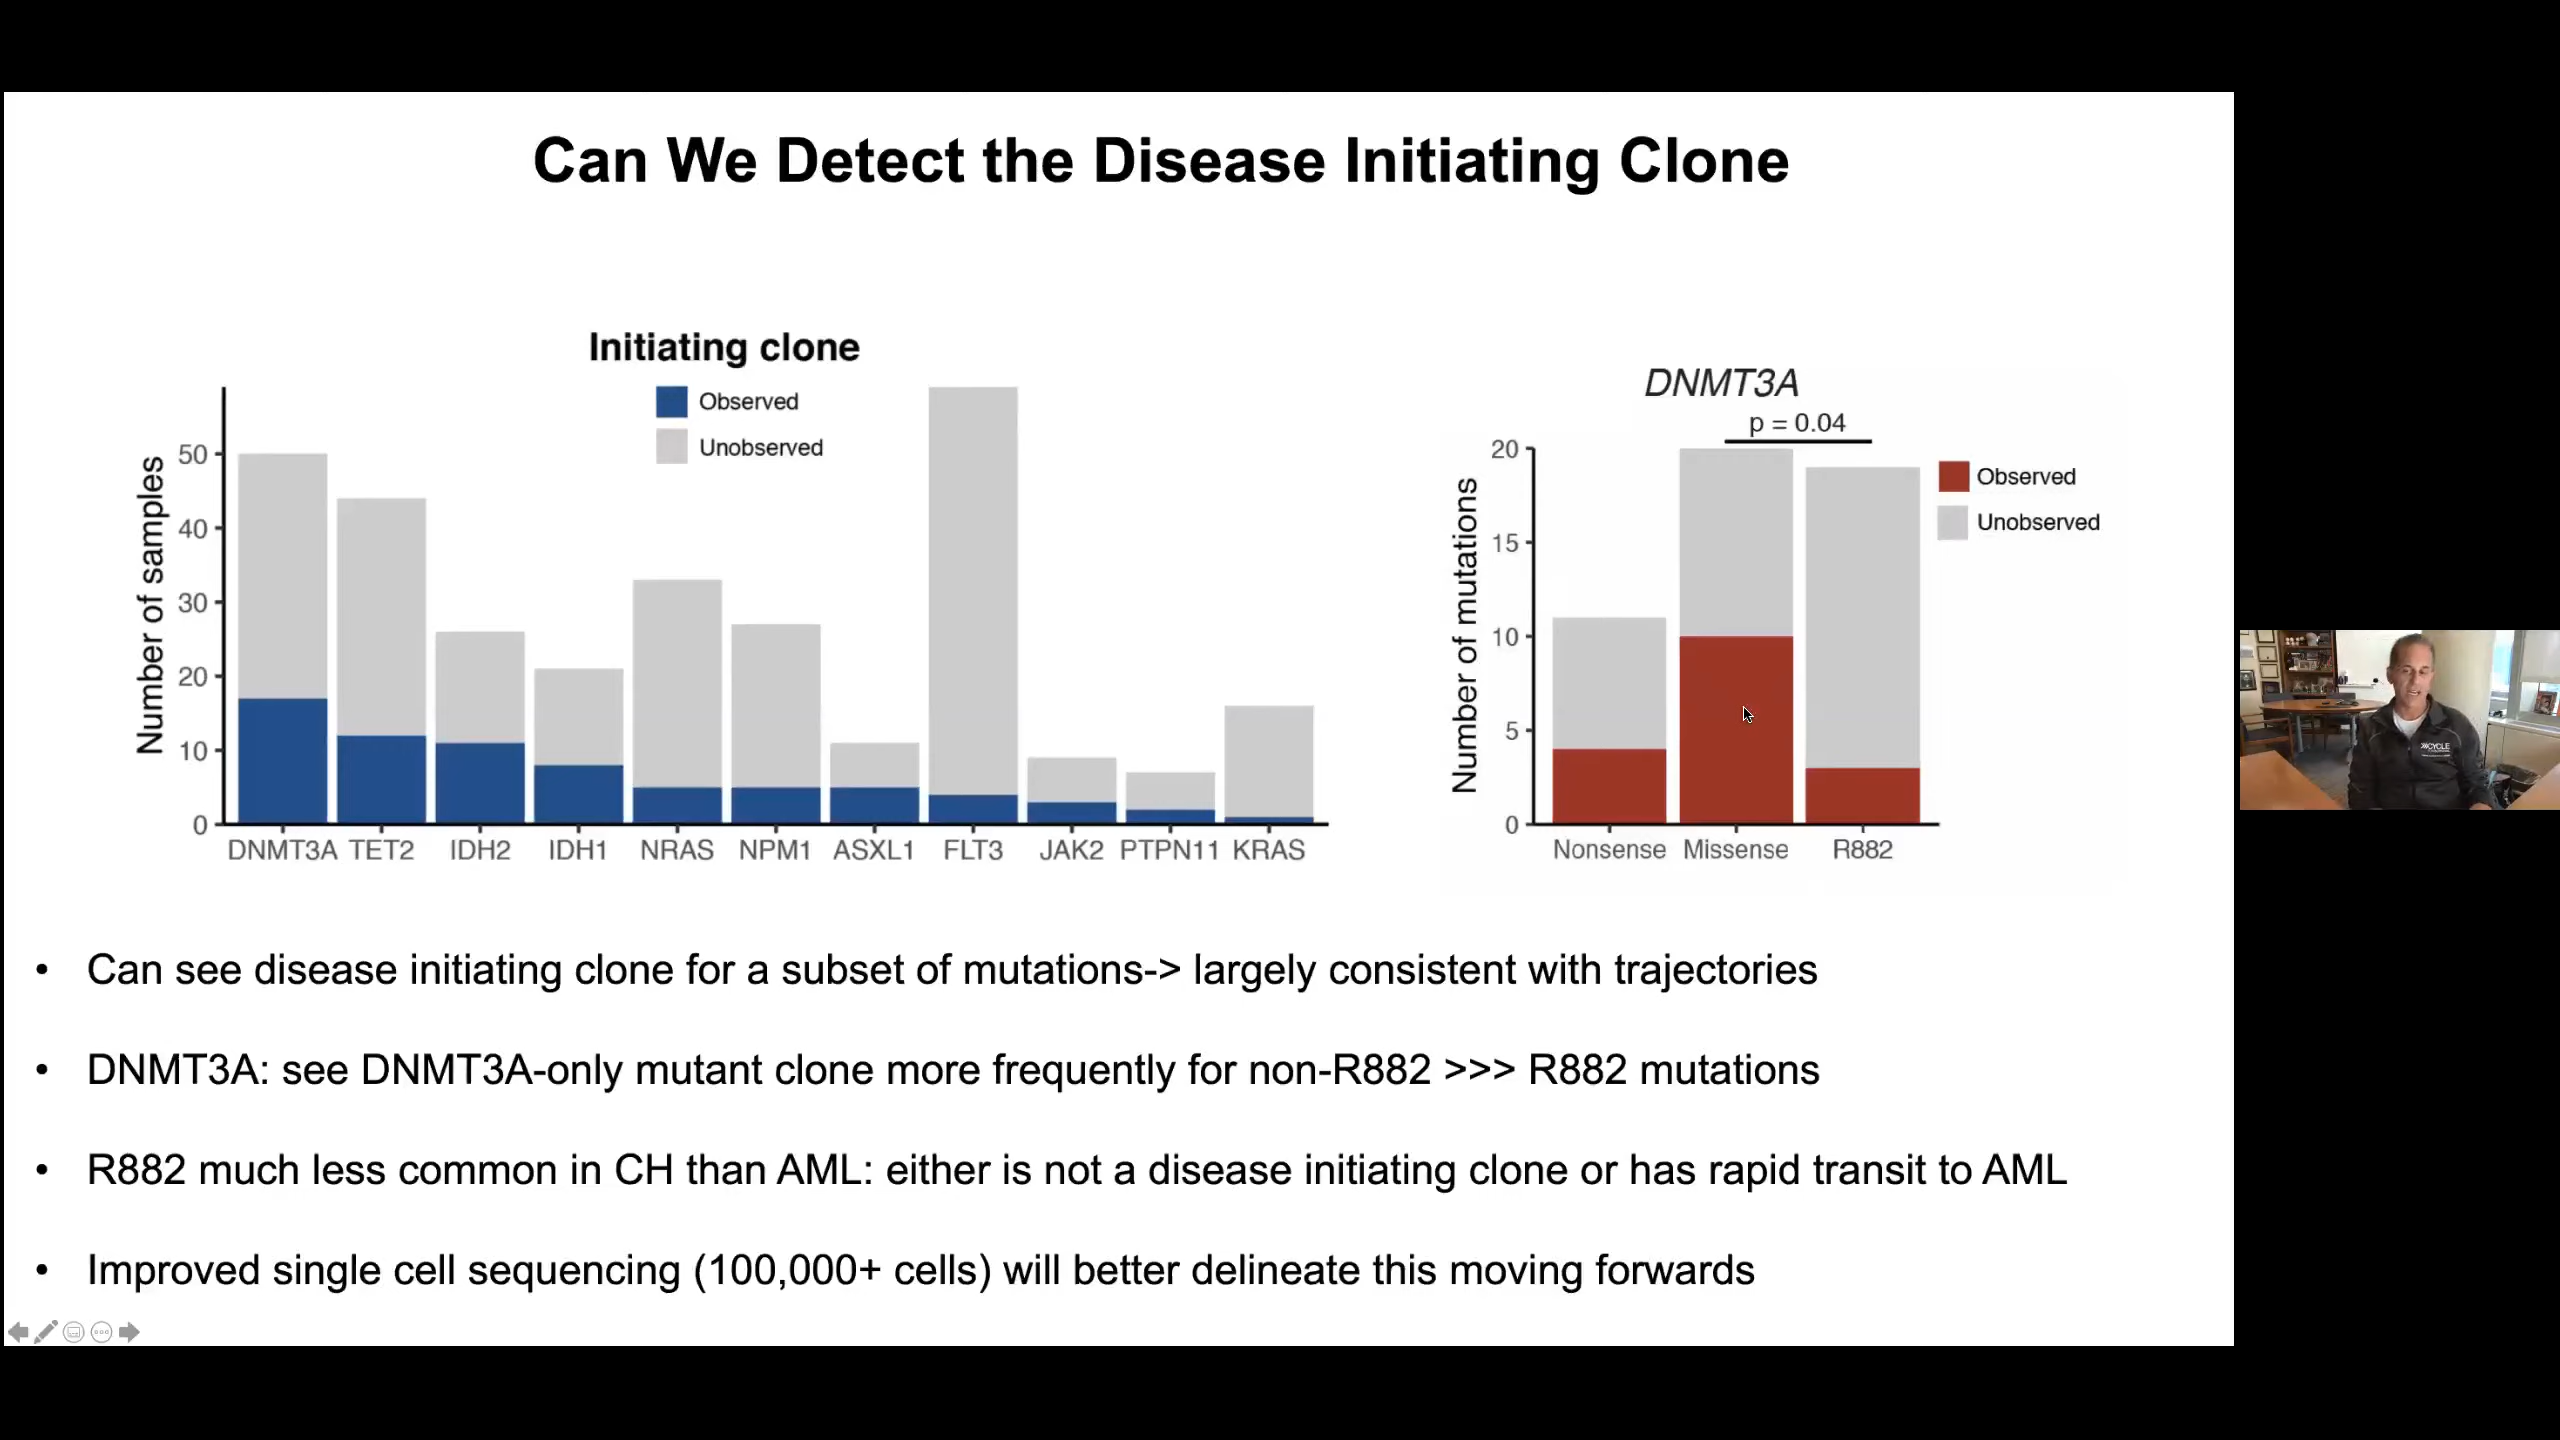 Can We Detect the Disease Initiating Clone
Initiating clone
Observed
Unobserved
Number of samples
50
40
30
20
10
0
DNMT3A TET2 IDH2 IDH1 NRAS NPM1 ASXL1 FLT3 JAK2 PTPN11 KRAS
DNMT3A
p = 0.04
Observed
Unobserved
Number of mutations
20
15
10
5
0
Nonsense Missense R882
• Can see disease initiating clone for a subset of mutations-> largely consistent with trajectories
• DNMT3A: see DNMT3A-only mutant clone more frequently for non-R882 >>> R882 mutations
• R882 much less common in CH than AML: either is not a disease initiating clone or has rapid transit to AML
• Improved single cell sequencing (100,000+ cells) will better delineate this moving forwards
CYCLE